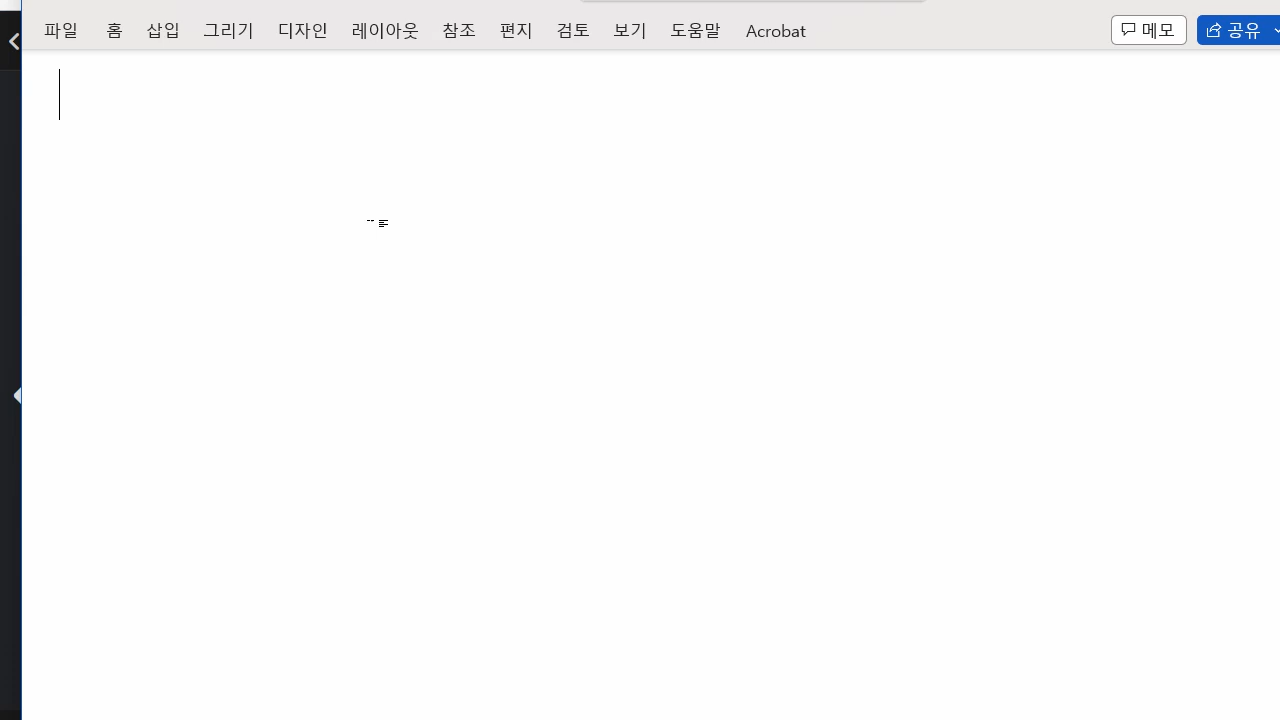 파일 홈 삽입 그리기 디자인 레이아웃 참조 편지 검토 보기 도움말 Acrobat 메모 공유